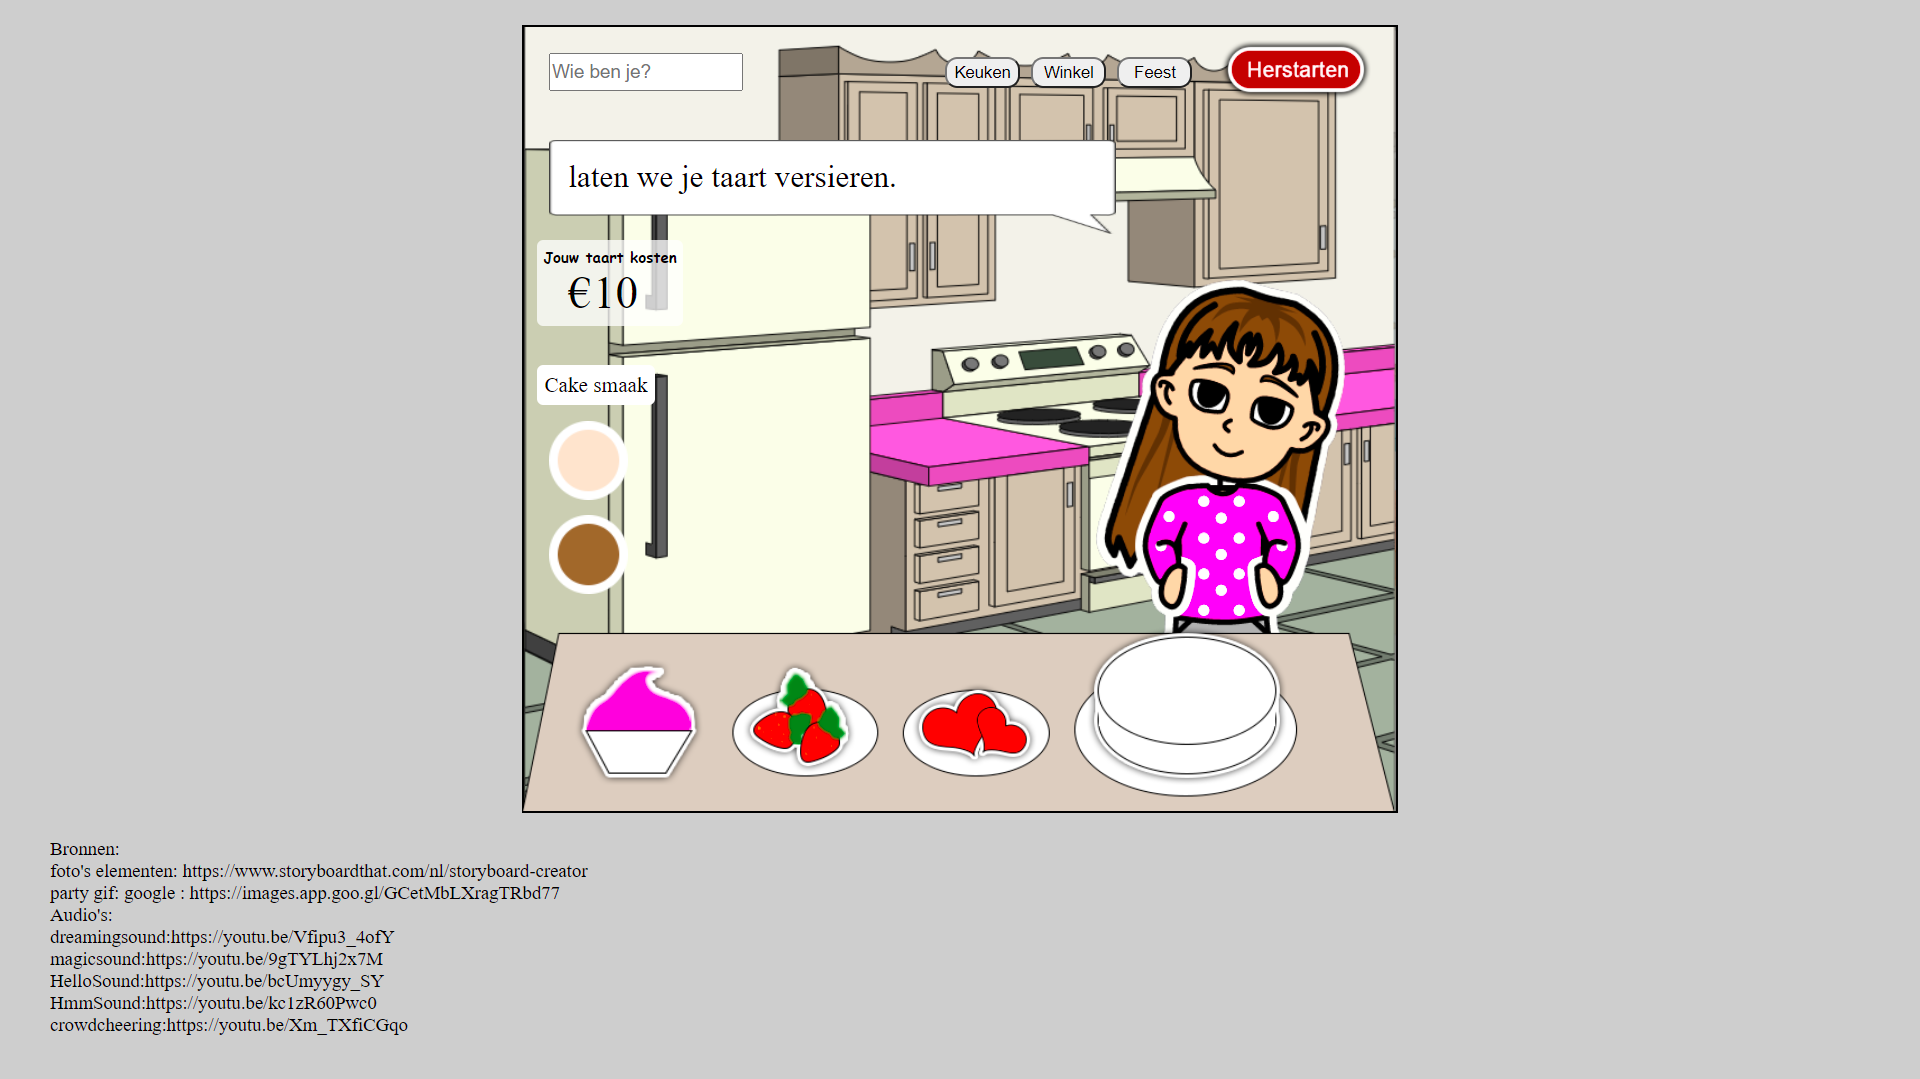 Wie ben je?
Keuken
Winkel
Feest
Herstarten
laten we je taart versieren.
Jouw taart kosten
€10
Cake smaak
Bronnen:
foto's elementen: https://www.storyboardthat.com/nl/storyboard-creator
party gif: google : https://images.app.goo.gl/GCetMbLXragTRbd77
Audio's:
dreamingsound:https://youtu.be/Vfipu3_4ofY
magicsound:https://youtu.be/9gTYLhj2x7M
HelloSound:https://youtu.be/bcUmyygy_SY
HmmSound:https://youtu.be/kc1zR60Pwc0
crowdcheering:https://youtu.be/Xm_TXfiCGqo